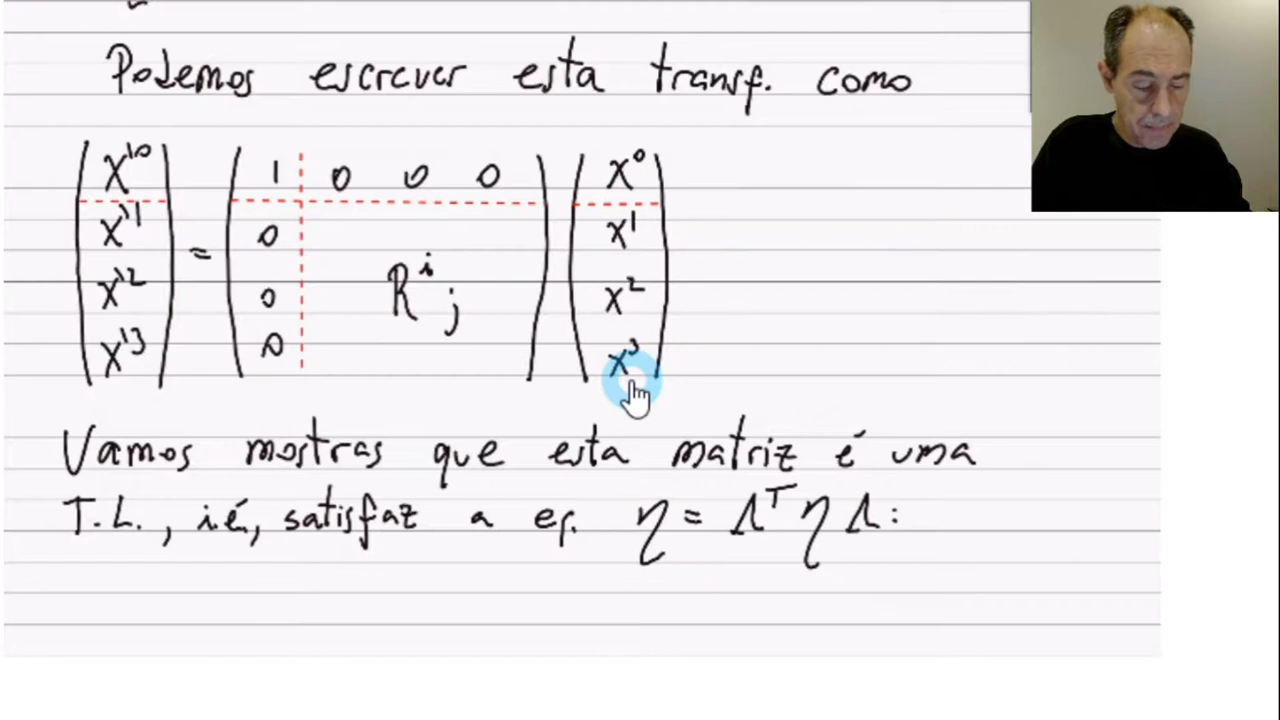 Podemos escrever esta transf. como
x'0 1 0 0 0 x0
x'1 0 x1
x'2 = 0 R^i_j x2
x'3 0 x3
Vamos mostras que esta matriz é uma
T.L., i.é, satisfaz a eq. η = Λ^T η Λ: